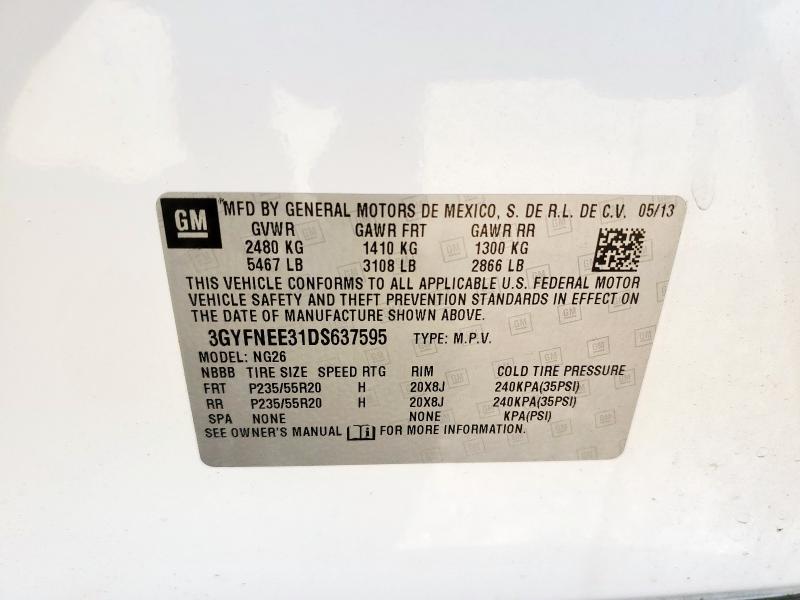 GM MFD BY GENERAL MOTORS DE MEXICO, S. DE R.L. DE C.V. 05/13
GVWR GAWR FRT GAWR RR
2480 KG 1410 KG 1300 KG
5467 LB 3108 LB 2866 LB
THIS VEHICLE CONFORMS TO ALL APPLICABLE U.S. FEDERAL MOTOR
VEHICLE SAFETY AND THEFT PREVENTION STANDARDS IN EFFECT ON
THE DATE OF MANUFACTURE SHOWN ABOVE.
3GYFNEE31DS637595 TYPE: M.P.V.
MODEL: NG26
NBBB TIRE SIZE SPEED RTG RIM COLD TIRE PRESSURE
FRT P235/55R20 H 20X8J 240KPA(35PSI)
RR P235/55R20 H 20X8J 240KPA(35PSI)
SPA NONE NONE KPA(PSI)
SEE OWNER'S MANUAL FOR MORE INFORMATION.